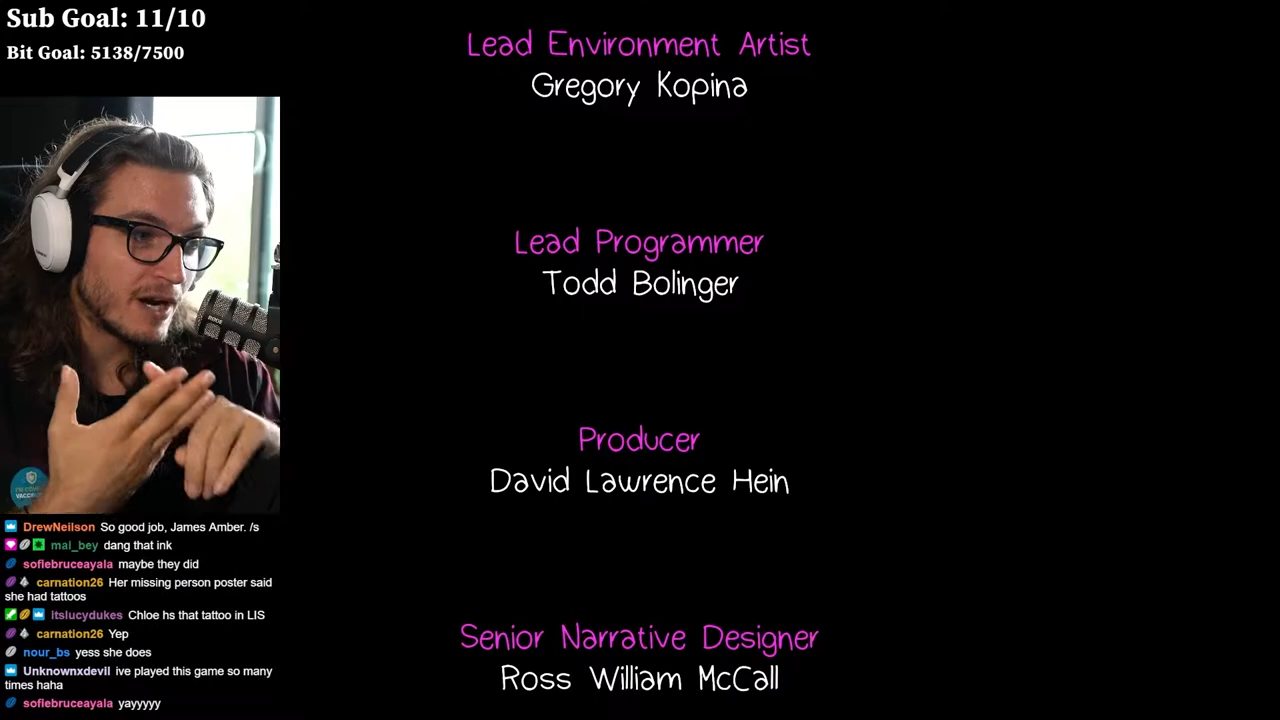 Sub Goal: 11/10
Bit Goal: 5138/7500
Lead Environment Artist
Gregory Kopina
Lead Programmer
Todd Bolinger
Producer
David Lawrence Hein
Senior Narrative Designer
Ross William McCall
RODE
DrewNeilson So good job, James Amber. /s
mal_bey dang that ink
sofiebruceayala maybe they did
carnation26 Her missing person poster said
she had tattoos
itslucydukes Chloe hs that tattoo in LIS
carnation26 Yep
nour_bs yess she does
Unknownxdevil ive played this game so many
times haha
sofiebruceayala yayyyyy